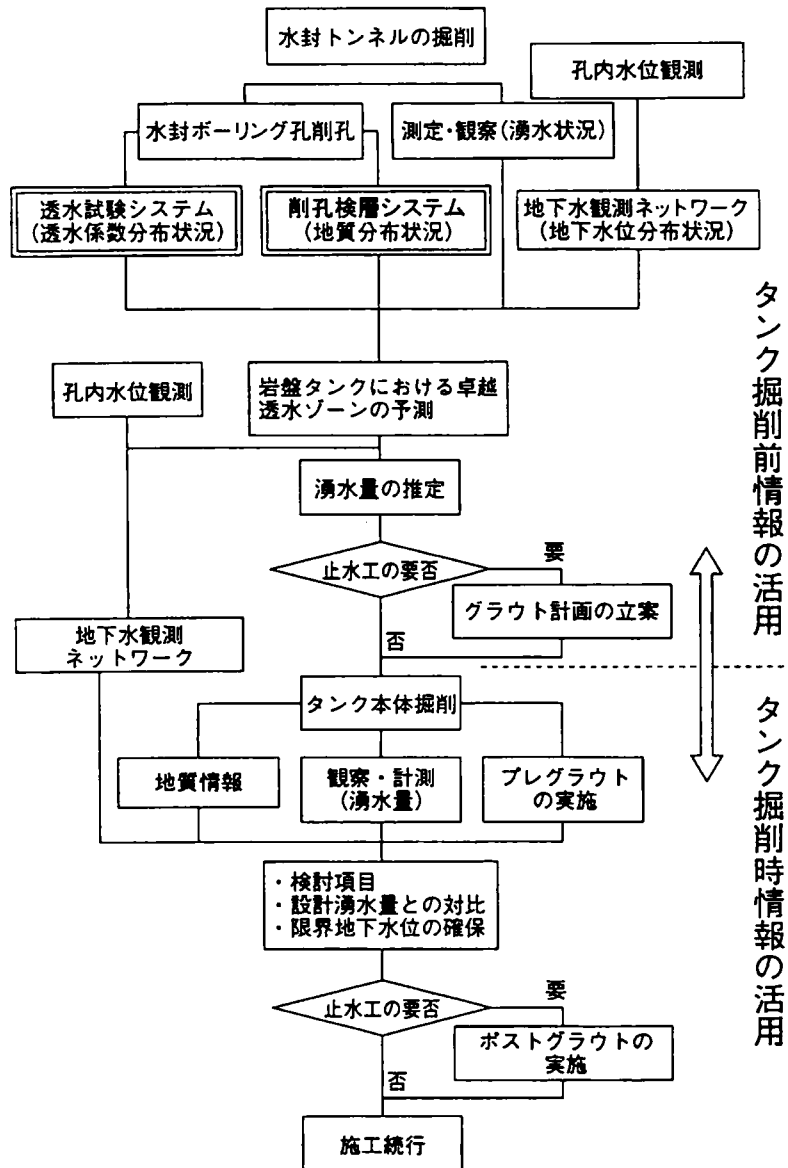 水封トンネルの掘削
孔内水位観測
水封ボーリング孔削孔
測定・観察(湧水状況)
透水試験システム
(透水係数分布状況)
削孔検層システム
(地質分布状況)
地下水観測ネットワーク
(地下水位分布状況)
タンク掘削前情報の活用
孔内水位観測
岩盤タンクにおける卓越
透水ゾーンの予測
湧水量の推定
止水工の要否
要
グラウト計画の立案
否
地下水観測
ネットワーク
タンク本体掘削
タンク掘削時情報の活用
地質情報
観察・計測
(湧水量)
プレグラウト
の実施
・検討項目
・設計湧水量との対比
・限界地下水位の確保
止水工の要否
要
ポストグラウトの
実施
否
施工続行